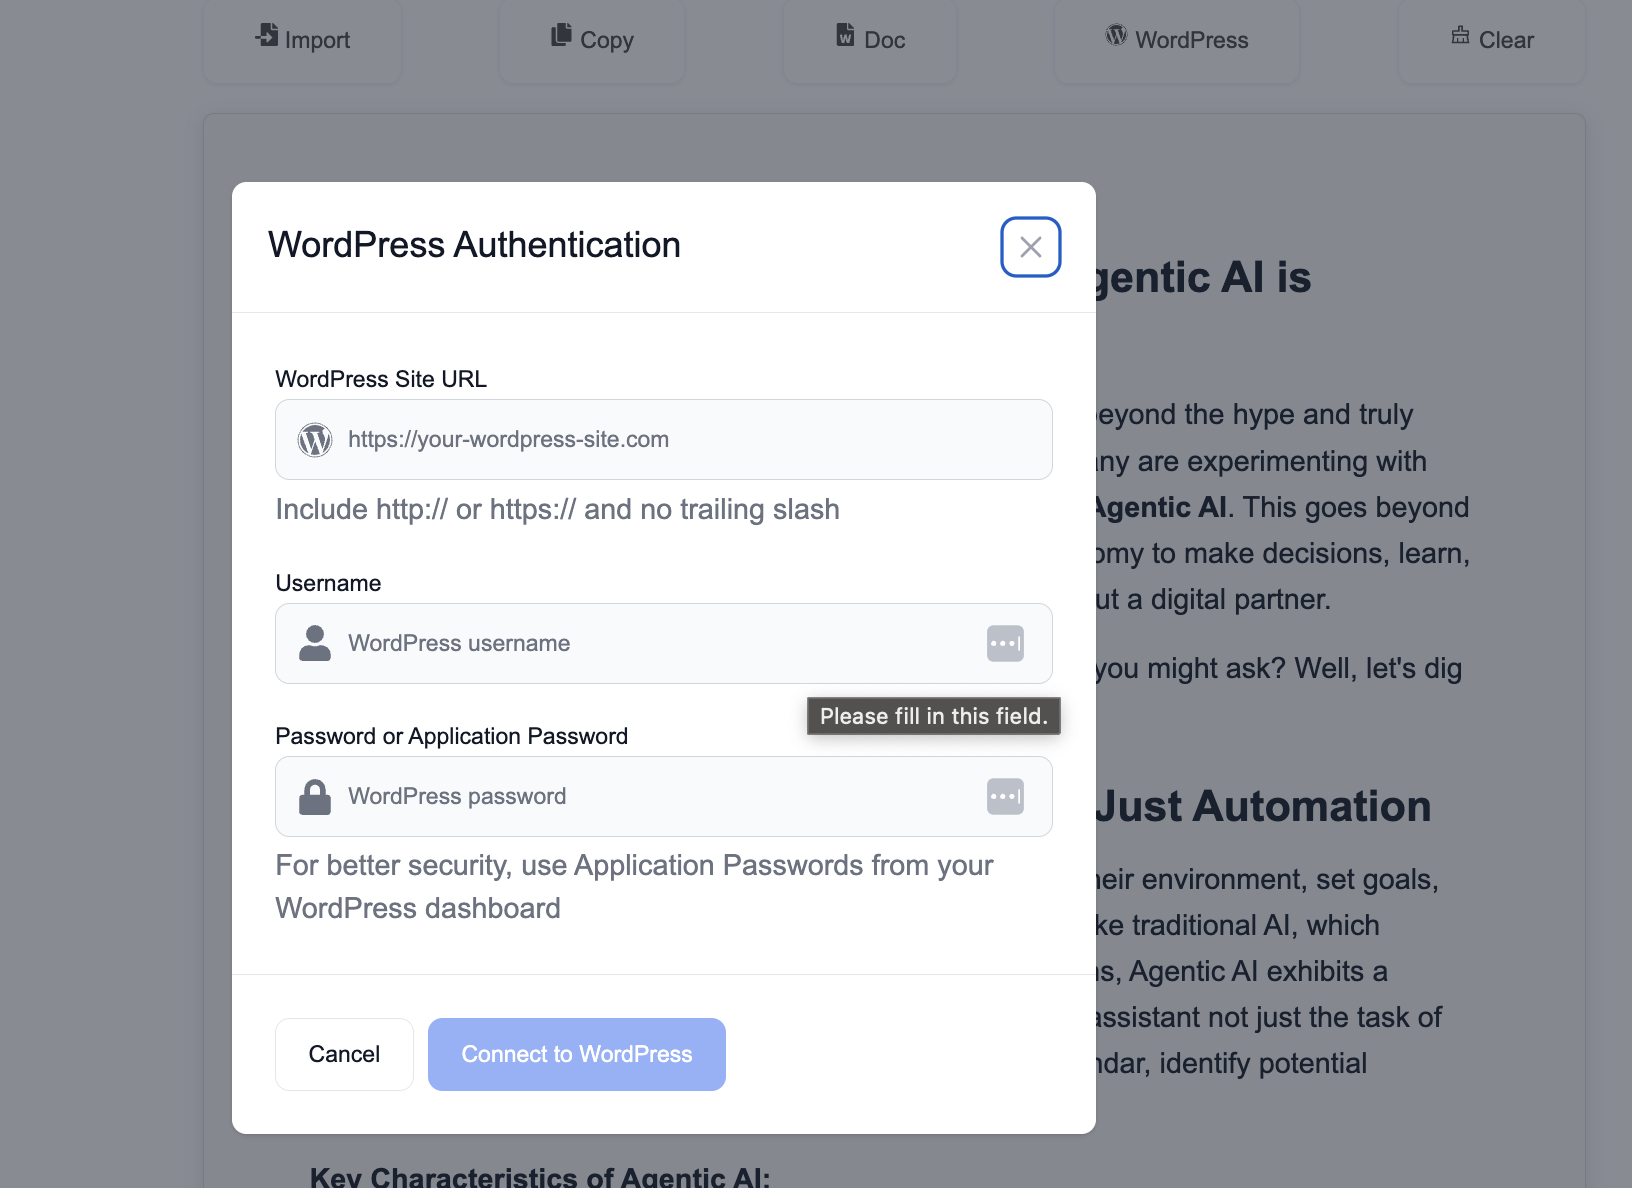 Import
Copy
Doc
WordPress
Clear
WordPress Authentication
gentic AI is
WordPress Site URL
https://your-wordpress-site.com
Include http:// or https:// and no trailing slash
Username
WordPress username
Please fill in this field.
Password or Application Password
WordPress password
For better security, use Application Passwords from your
WordPress dashboard
Cancel
Connect to WordPress
eyond the hype and truly
any are experimenting with
Agentic AI. This goes beyond
omy to make decisions, learn,
ut a digital partner.
you might ask? Well, let's dig
Just Automation
heir environment, set goals,
ke traditional AI, which
ns, Agentic AI exhibits a
assistant not just the task of
ndar, identify potential
Key Characteristics of Agentic AI: